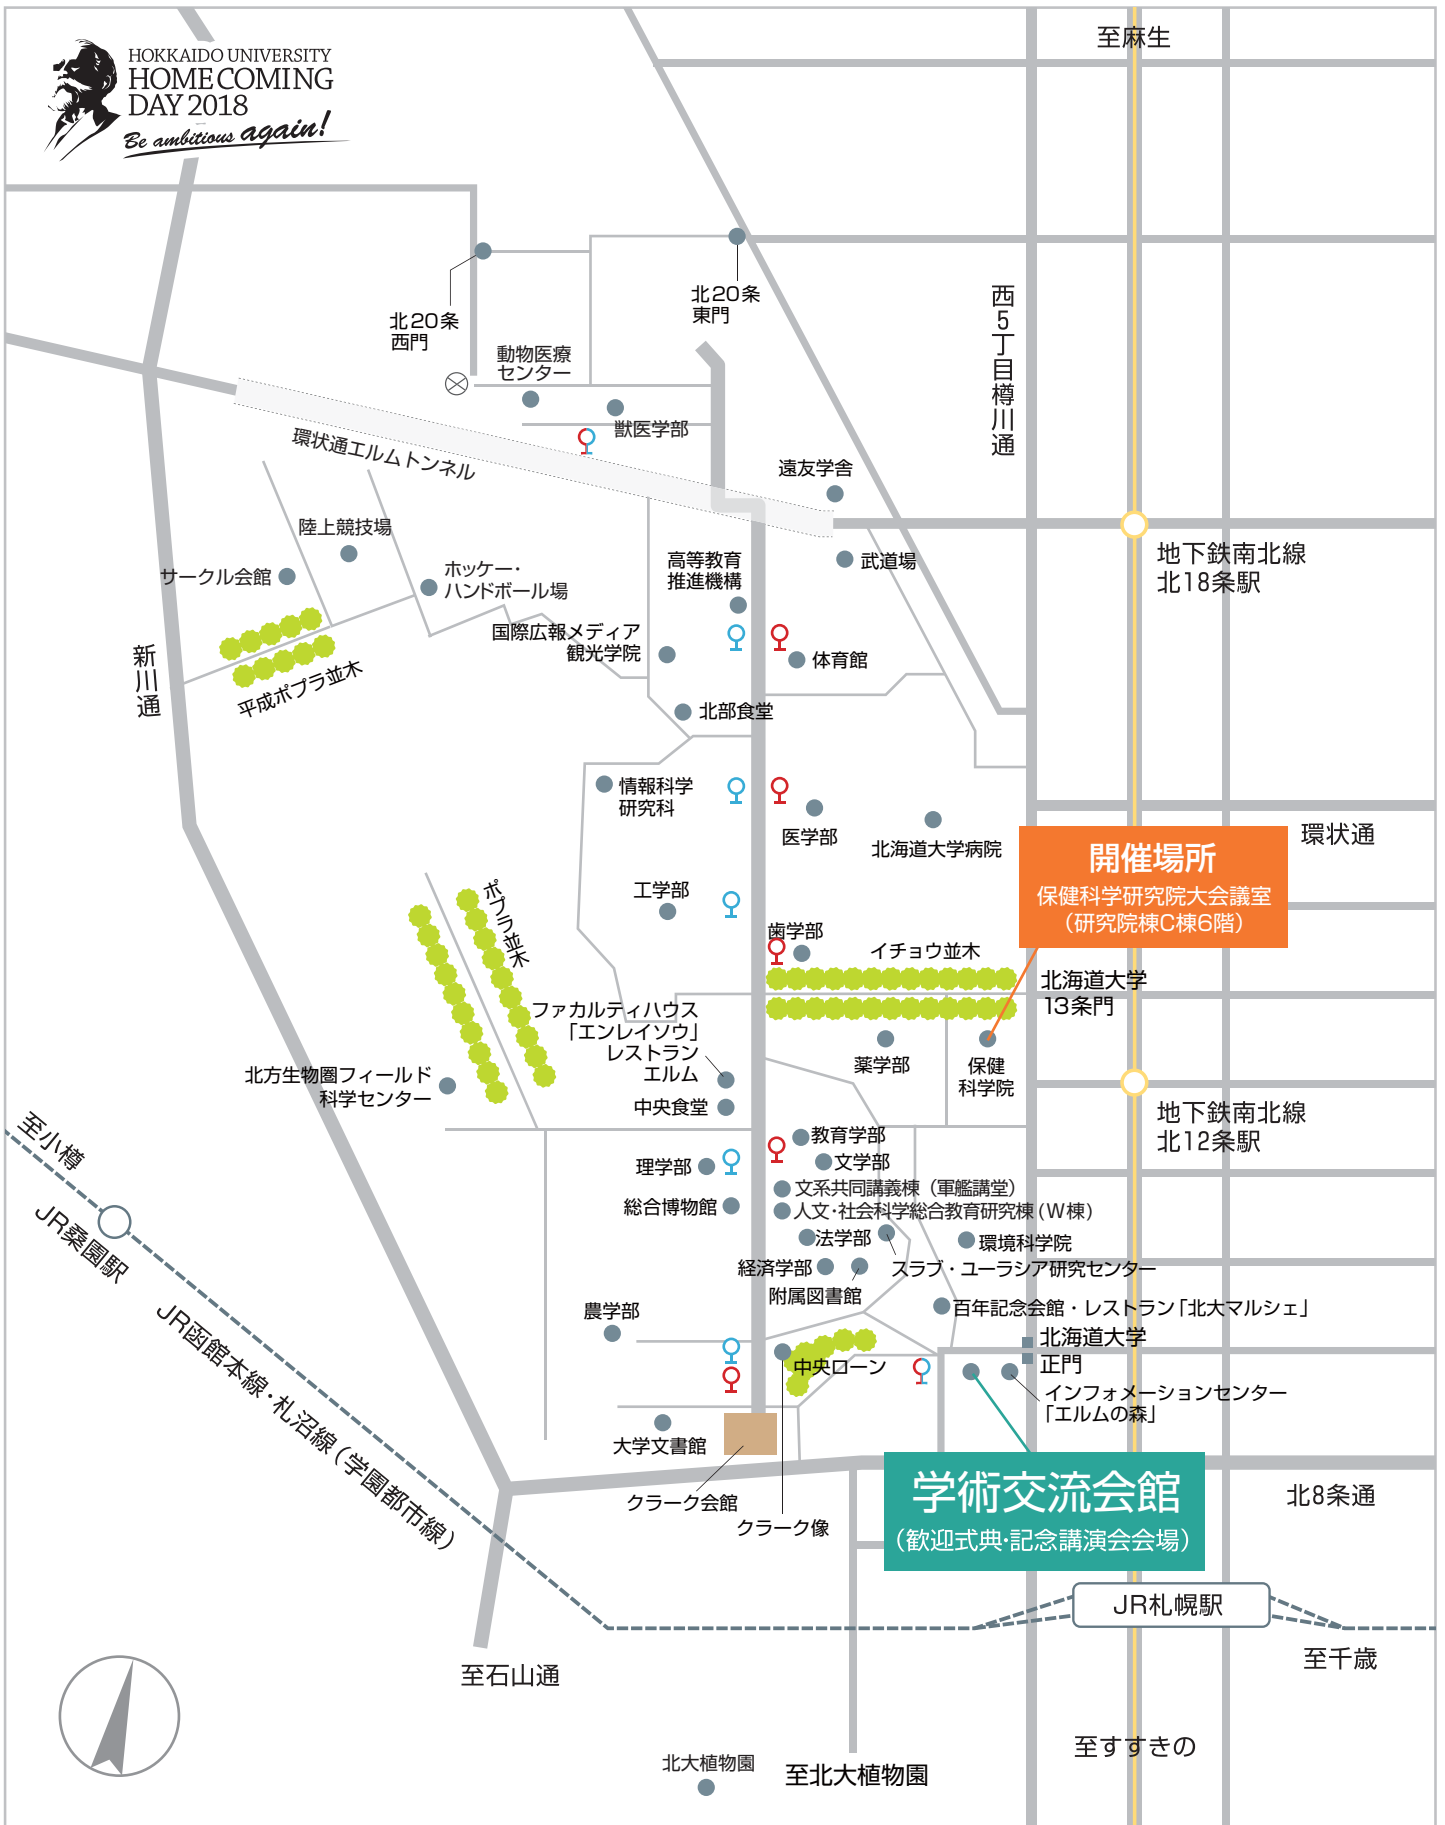 至麻生
HOKKAIDO UNIVERSITY
HOMECOMING
DAY 2018
Be ambitious again!
北20条
東門
西5丁目樽川通
北20条
西門
動物医療
センター
獣医学部
環状通エルムトンネル
遠友学舎
陸上競技場
サークル会館
ホッケー・
ハンドボール場
高等教育
推進機構
武道場
地下鉄南北線
北18条駅
国際広報メディア
観光学院
体育館
新川通
平成ポプラ並木
北部食堂
情報科学
研究科
医学部
北海道大学病院
環状通
開催場所
保健科学研究院大会議室
（研究院棟C棟6階）
工学部
ポプラ並木
歯学部
イチョウ並木
北海道大学
13条門
ファカルティハウス
「エンレイソウ」
レストラン
エルム
薬学部
保健
科学院
北方生物圏フィールド
科学センター
中央食堂
地下鉄南北線
北12条駅
至小樽
教育学部
理学部
文学部
文系共同講義棟（軍艦講堂）
総合博物館
人文・社会科学総合教育研究棟(W棟)
JR桑園駅
法学部
環境科学院
経済学部
スラブ・ユーラシア研究センター
附属図書館
農学部
百年記念会館・レストラン「北大マルシェ」
JR函館本線・札沼線（学園都市線）
北海道大学
正門
中央ローン
インフォメーションセンター
「エルムの森」
大学文書館
学術交流会館
（歓迎式典・記念講演会会場）
クラーク会館
クラーク像
北8条通
JR札幌駅
至千歳
至石山通
至すすきの
北大植物園
至北大植物園